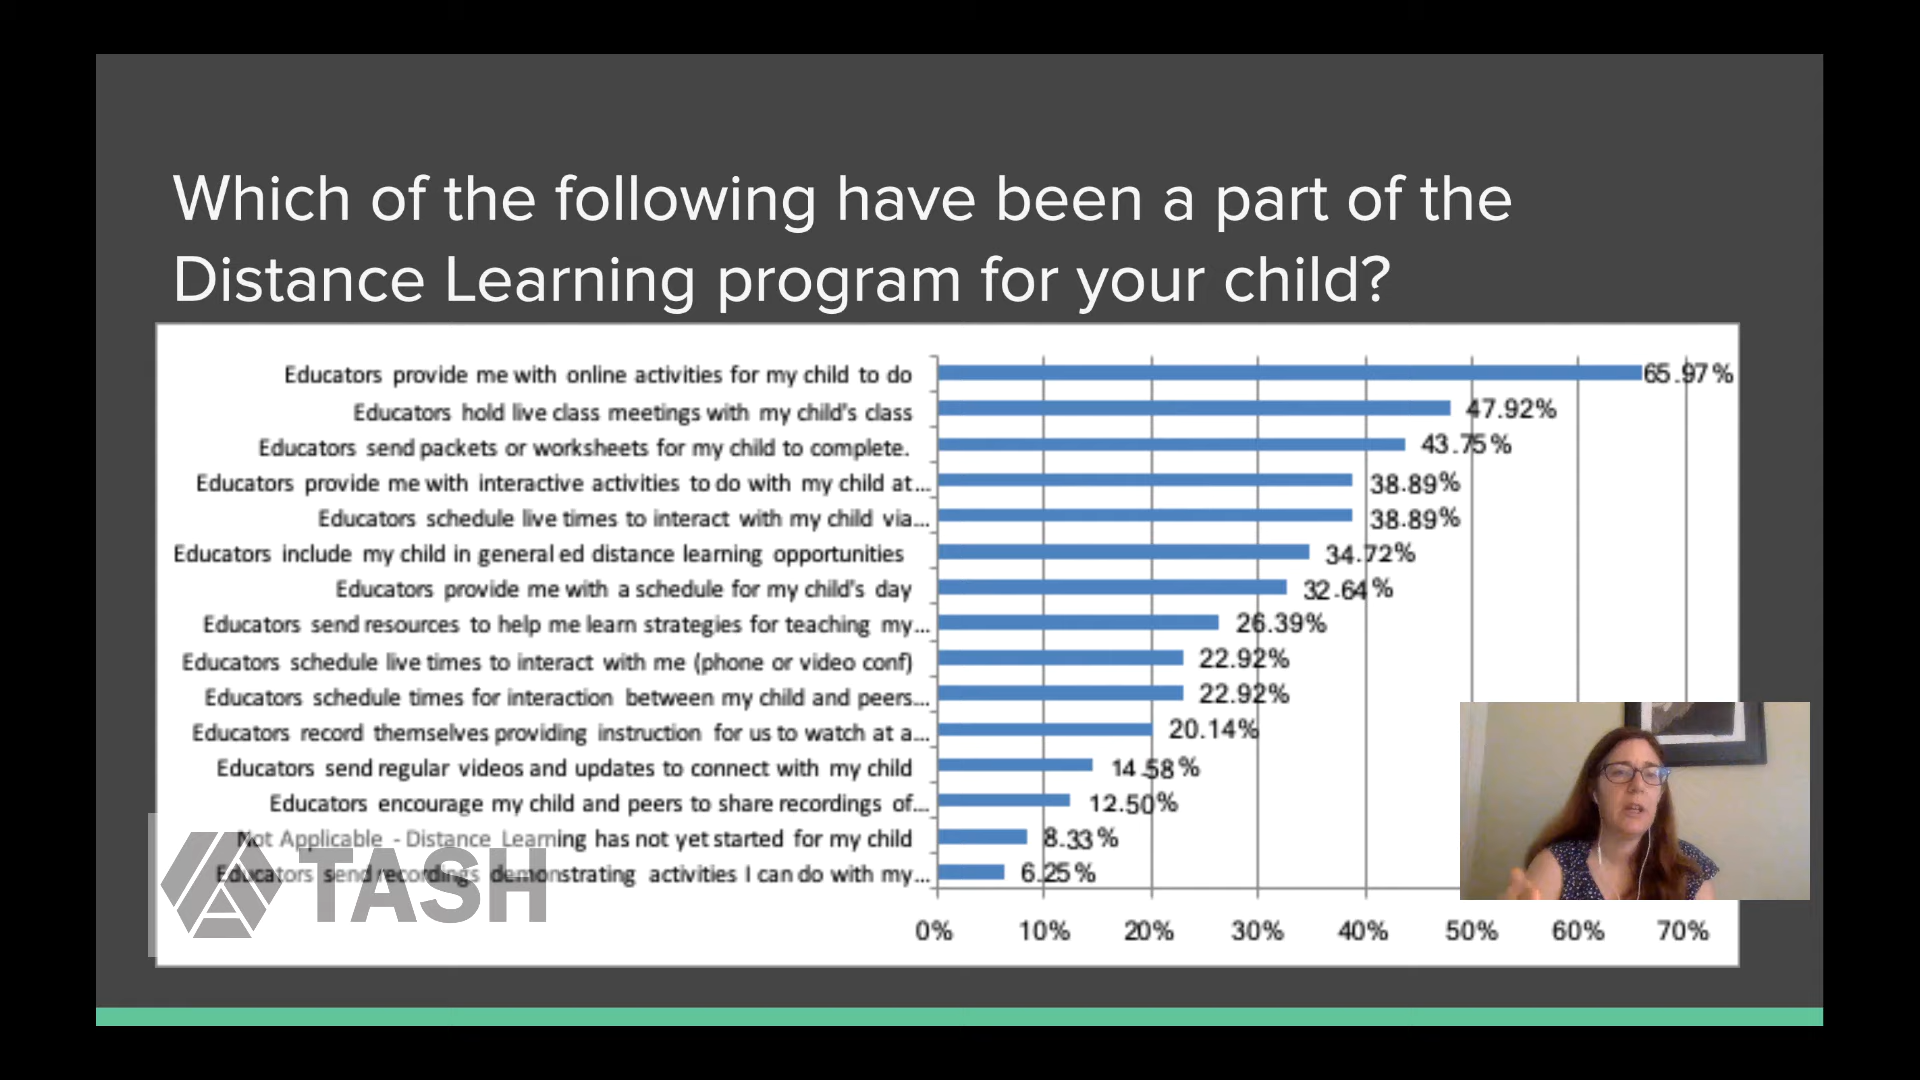 Which of the following have been a part of the
Distance Learning program for your child?
Educators provide me with online activities for my child to do 65.97%
Educators hold live class meetings with my child's class 47.92%
Educators send packets or worksheets for my child to complete. 43.75%
Educators provide me with interactive activities to do with my child at... 38.89%
Educators schedule live times to interact with my child via... 38.89%
Educators include my child in general ed distance learning opportunities 34.72%
Educators provide me with a schedule for my child's day 32.64%
Educators send resources to help me learn strategies for teaching my... 26.39%
Educators schedule live times to interact with me (phone or video conf) 22.92%
Educators schedule times for interaction between my child and peers... 22.92%
Educators record themselves providing instruction for us to watch at a... 20.14%
Educators send regular videos and updates to connect with my child 14.58%
Educators encourage my child and peers to share recordings of... 12.50%
Not Applicable - Distance Learning has not yet started for my child 8.33%
Educators send recordings demonstrating activities I can do with my... 6.25%
TASH
0% 10% 20% 30% 40% 50% 60% 70%